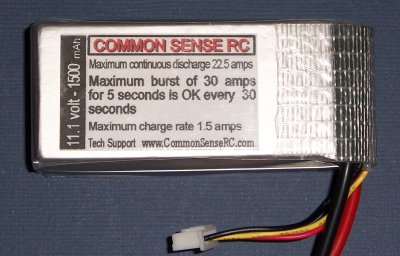 COMMON SENSE RC
Maximum continuous discharge 22.5 amps
Maximum burst of 30 amps
for 5 seconds is OK every 30
seconds
Maximum charge rate 1.5 amps
Tech Support www.CommonSenseRC.com
11.1 volt - 1500 mAh